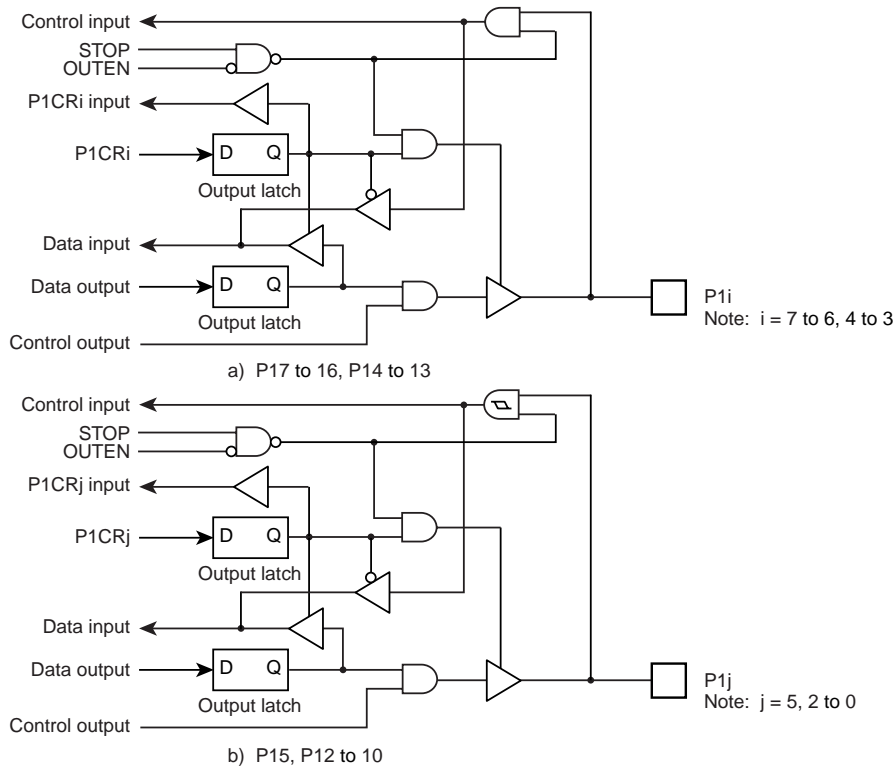 Control input
STOP
OUTEN
P1CRi input
P1CRi
D Q
Output latch
Data input
Data output
D Q
Output latch
Control output
P1i
Note: i = 7 to 6, 4 to 3
a) P17 to 16, P14 to 13
Control input
STOP
OUTEN
P1CRj input
P1CRj
D Q
Output latch
Data input
Data output
D Q
Output latch
Control output
P1j
Note: j = 5, 2 to 0
b) P15, P12 to 10